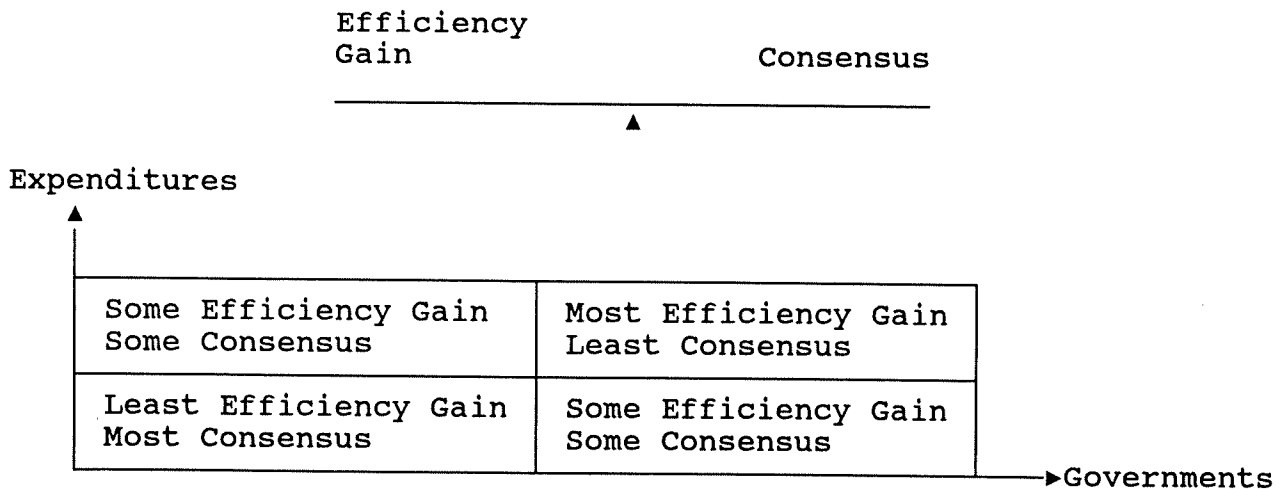 Efficiency
Gain Consensus
Expenditures
Some Efficiency Gain Most Efficiency Gain
Some Consensus Least Consensus
Least Efficiency Gain Some Efficiency Gain
Most Consensus Some Consensus
Governments